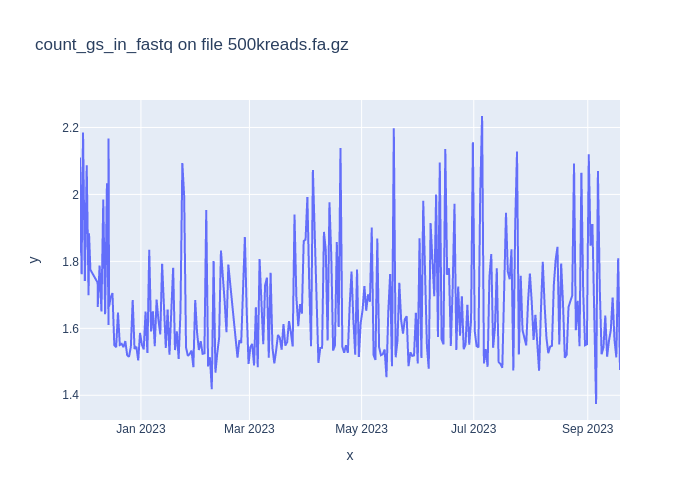 count_gs_in_fastq on file 500kreads.fa.gz
2.2
2
1.8
1.6
1.4
y
Jan 2023 Mar 2023 May 2023 Jul 2023 Sep 2023
x